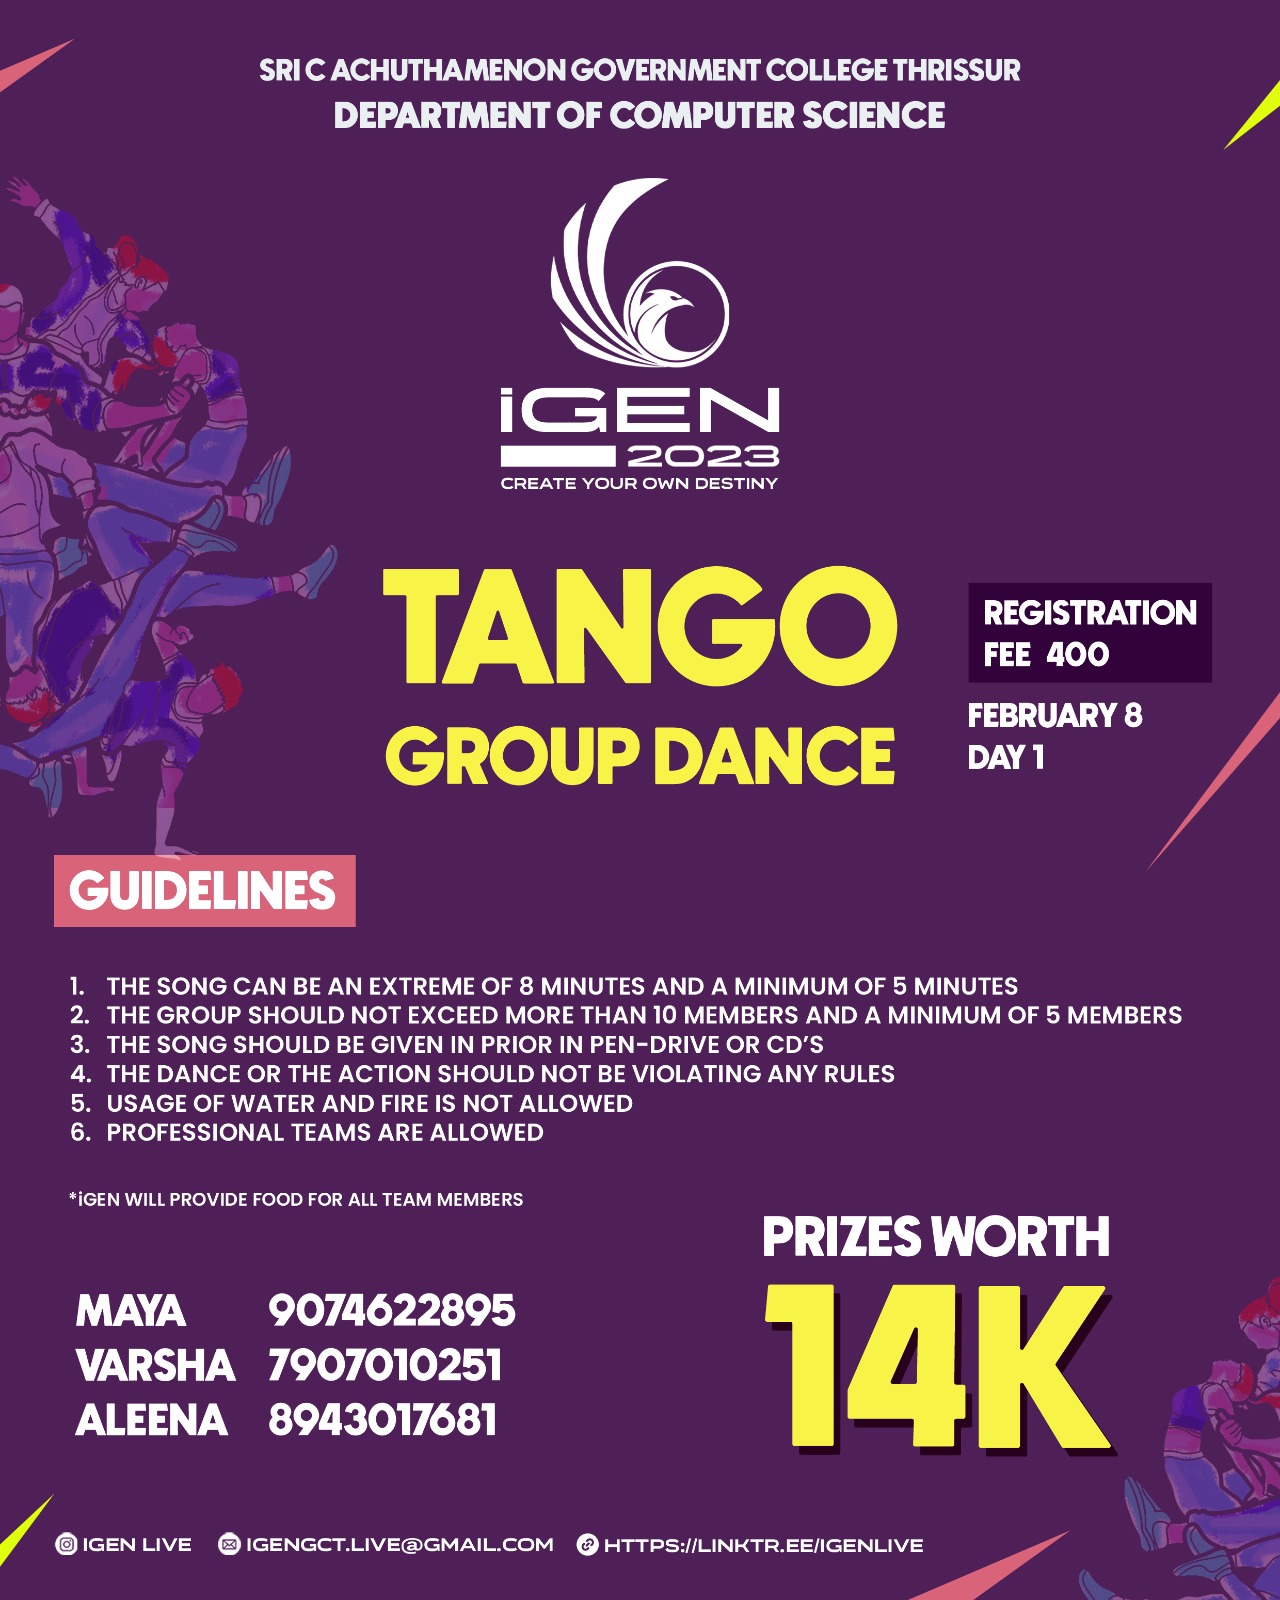 SRI C ACHUTHAMENON GOVERNMENT COLLEGE THRISSUR
DEPARTMENT OF COMPUTER SCIENCE
iGEN
2023
CREATE YOUR OWN DESTINY
TANGO
GROUP DANCE
REGISTRATION
FEE 400
FEBRUARY 8
DAY 1
GUIDELINES
1. THE SONG CAN BE AN EXTREME OF 8 MINUTES AND A MINIMUM OF 5 MINUTES
2. THE GROUP SHOULD NOT EXCEED MORE THAN 10 MEMBERS AND A MINIMUM OF 5 MEMBERS
3. THE SONG SHOULD BE GIVEN IN PRIOR IN PEN-DRIVE OR CD'S
4. THE DANCE OR THE ACTION SHOULD NOT BE VIOLATING ANY RULES
5. USAGE OF WATER AND FIRE IS NOT ALLOWED
6. PROFESSIONAL TEAMS ARE ALLOWED
*iGEN WILL PROVIDE FOOD FOR ALL TEAM MEMBERS
PRIZES WORTH
14K
MAYA 9074622895
VARSHA 7907010251
ALEENA 8943017681
IGEN LIVE IGENGCT.LIVE@GMAIL.COM HTTPS://LINKTR.EE/IGENLIVE